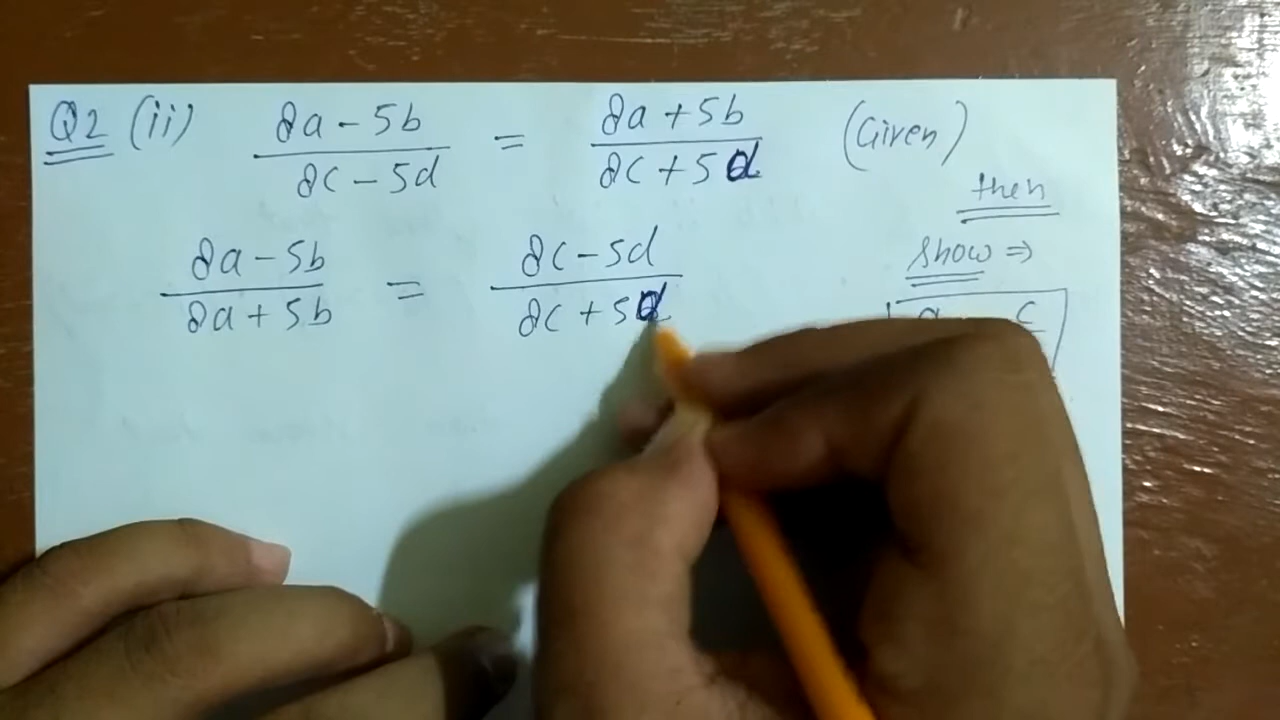 Q2 (ii) 8a - 5b / 8c - 5d = 8a + 5b / 8c + 5d (Given)
then
show ⇒
8a - 5b / 8a + 5b = 8c - 5d / 8c + 5d
a c